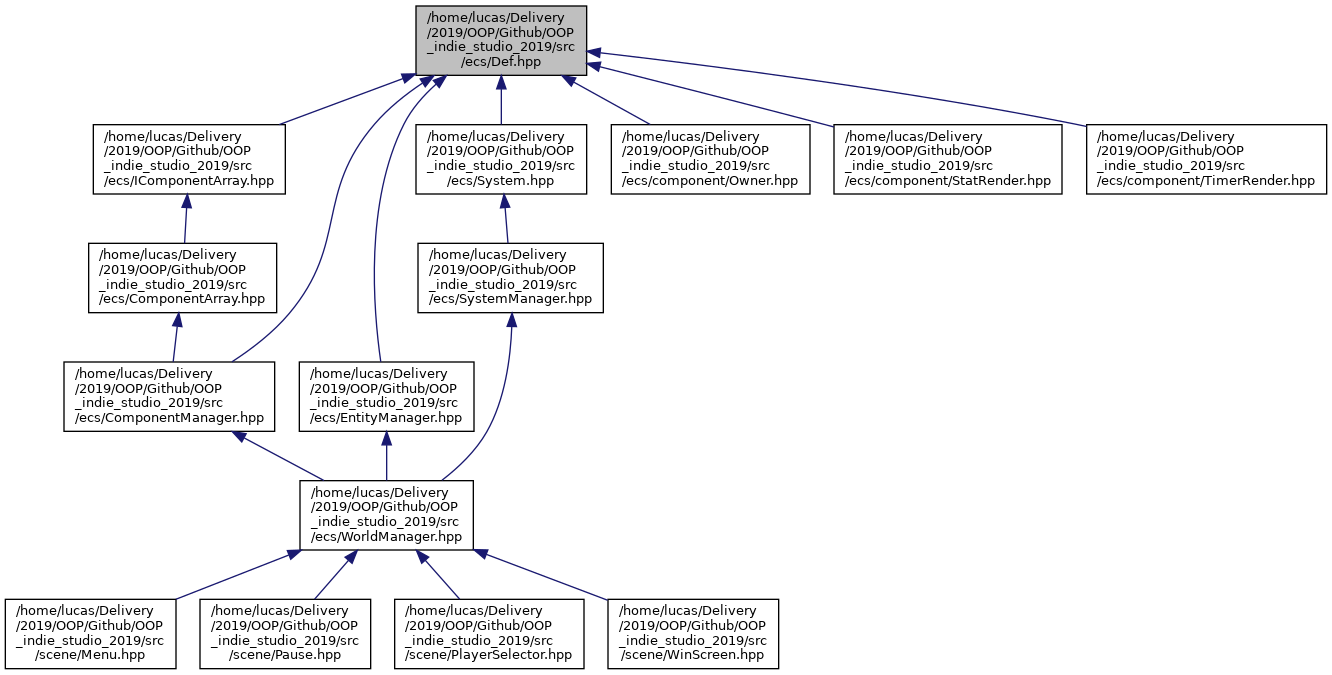 /home/lucas/Delivery
/2019/OOP/Github/OOP
_indie_studio_2019/src
/ecs/Def.hpp
/home/lucas/Delivery
/2019/OOP/Github/OOP
_indie_studio_2019/src
/ecs/IComponentArray.hpp
/home/lucas/Delivery
/2019/OOP/Github/OOP
_indie_studio_2019/src
/ecs/System.hpp
/home/lucas/Delivery
/2019/OOP/Github/OOP
_indie_studio_2019/src
/ecs/component/Owner.hpp
/home/lucas/Delivery
/2019/OOP/Github/OOP
_indie_studio_2019/src
/ecs/component/StatRender.hpp
/home/lucas/Delivery
/2019/OOP/Github/OOP
_indie_studio_2019/src
/ecs/component/TimerRender.hpp
/home/lucas/Delivery
/2019/OOP/Github/OOP
_indie_studio_2019/src
/ecs/ComponentArray.hpp
/home/lucas/Delivery
/2019/OOP/Github/OOP
_indie_studio_2019/src
/ecs/SystemManager.hpp
/home/lucas/Delivery
/2019/OOP/Github/OOP
_indie_studio_2019/src
/ecs/ComponentManager.hpp
/home/lucas/Delivery
/2019/OOP/Github/OOP
_indie_studio_2019/src
/ecs/EntityManager.hpp
/home/lucas/Delivery
/2019/OOP/Github/OOP
_indie_studio_2019/src
/ecs/WorldManager.hpp
/home/lucas/Delivery
/2019/OOP/Github/OOP
_indie_studio_2019/src
/scene/Menu.hpp
/home/lucas/Delivery
/2019/OOP/Github/OOP
_indie_studio_2019/src
/scene/Pause.hpp
/home/lucas/Delivery
/2019/OOP/Github/OOP
_indie_studio_2019/src
/scene/PlayerSelector.hpp
/home/lucas/Delivery
/2019/OOP/Github/OOP
_indie_studio_2019/src
/scene/WinScreen.hpp